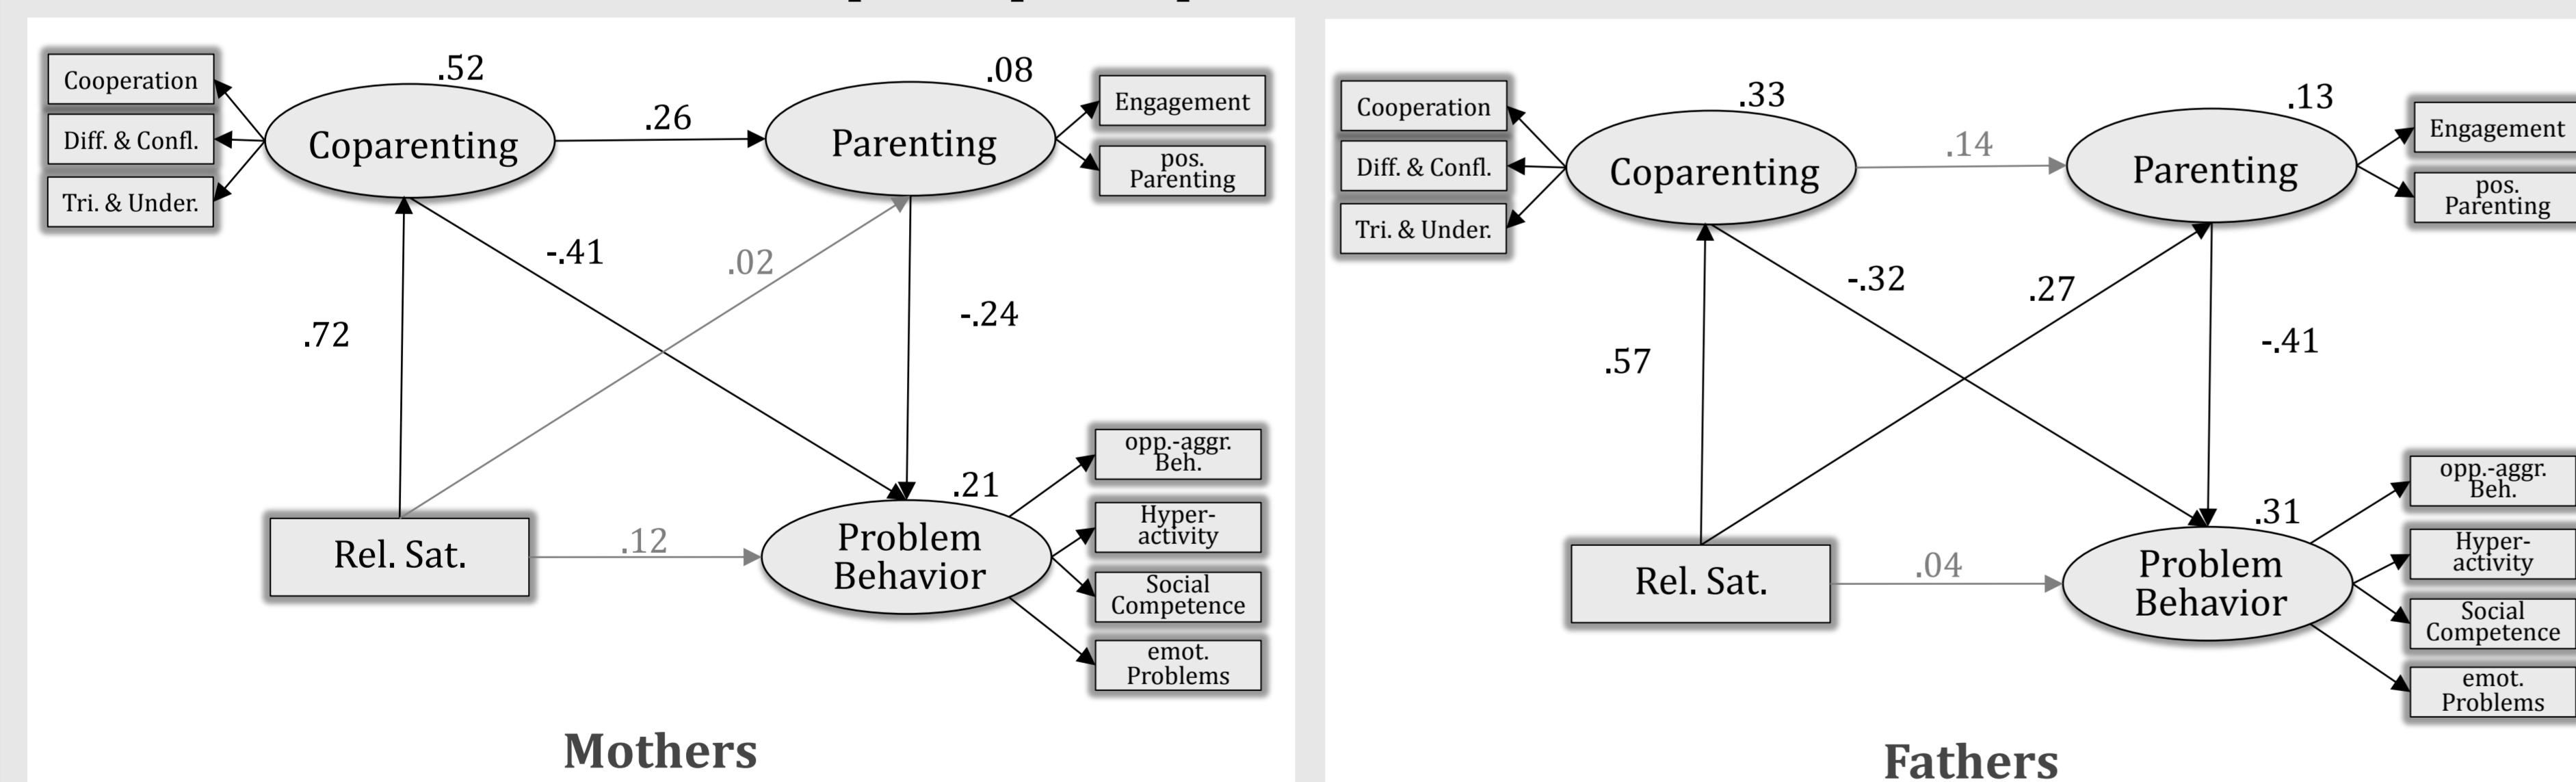 Cooperation
Diff. & Confl.
Tri. & Under.
.52
Coparenting
.26
.08
Parenting
Engagement
pos.
Parenting
-.41
.02
.72
-.24
Rel. Sat.
.12
.21
Problem
Behavior
opp.-aggr.
Beh.
Hyper-
activity
Social
Competence
emot.
Problems
Mothers
Cooperation
Diff. & Confl.
Tri. & Under.
.33
Coparenting
.14
.13
Parenting
Engagement
pos.
Parenting
-.32
.27
.57
-.41
Rel. Sat.
.04
.31
Problem
Behavior
opp.-aggr.
Beh.
Hyper-
activity
Social
Competence
emot.
Problems
Fathers